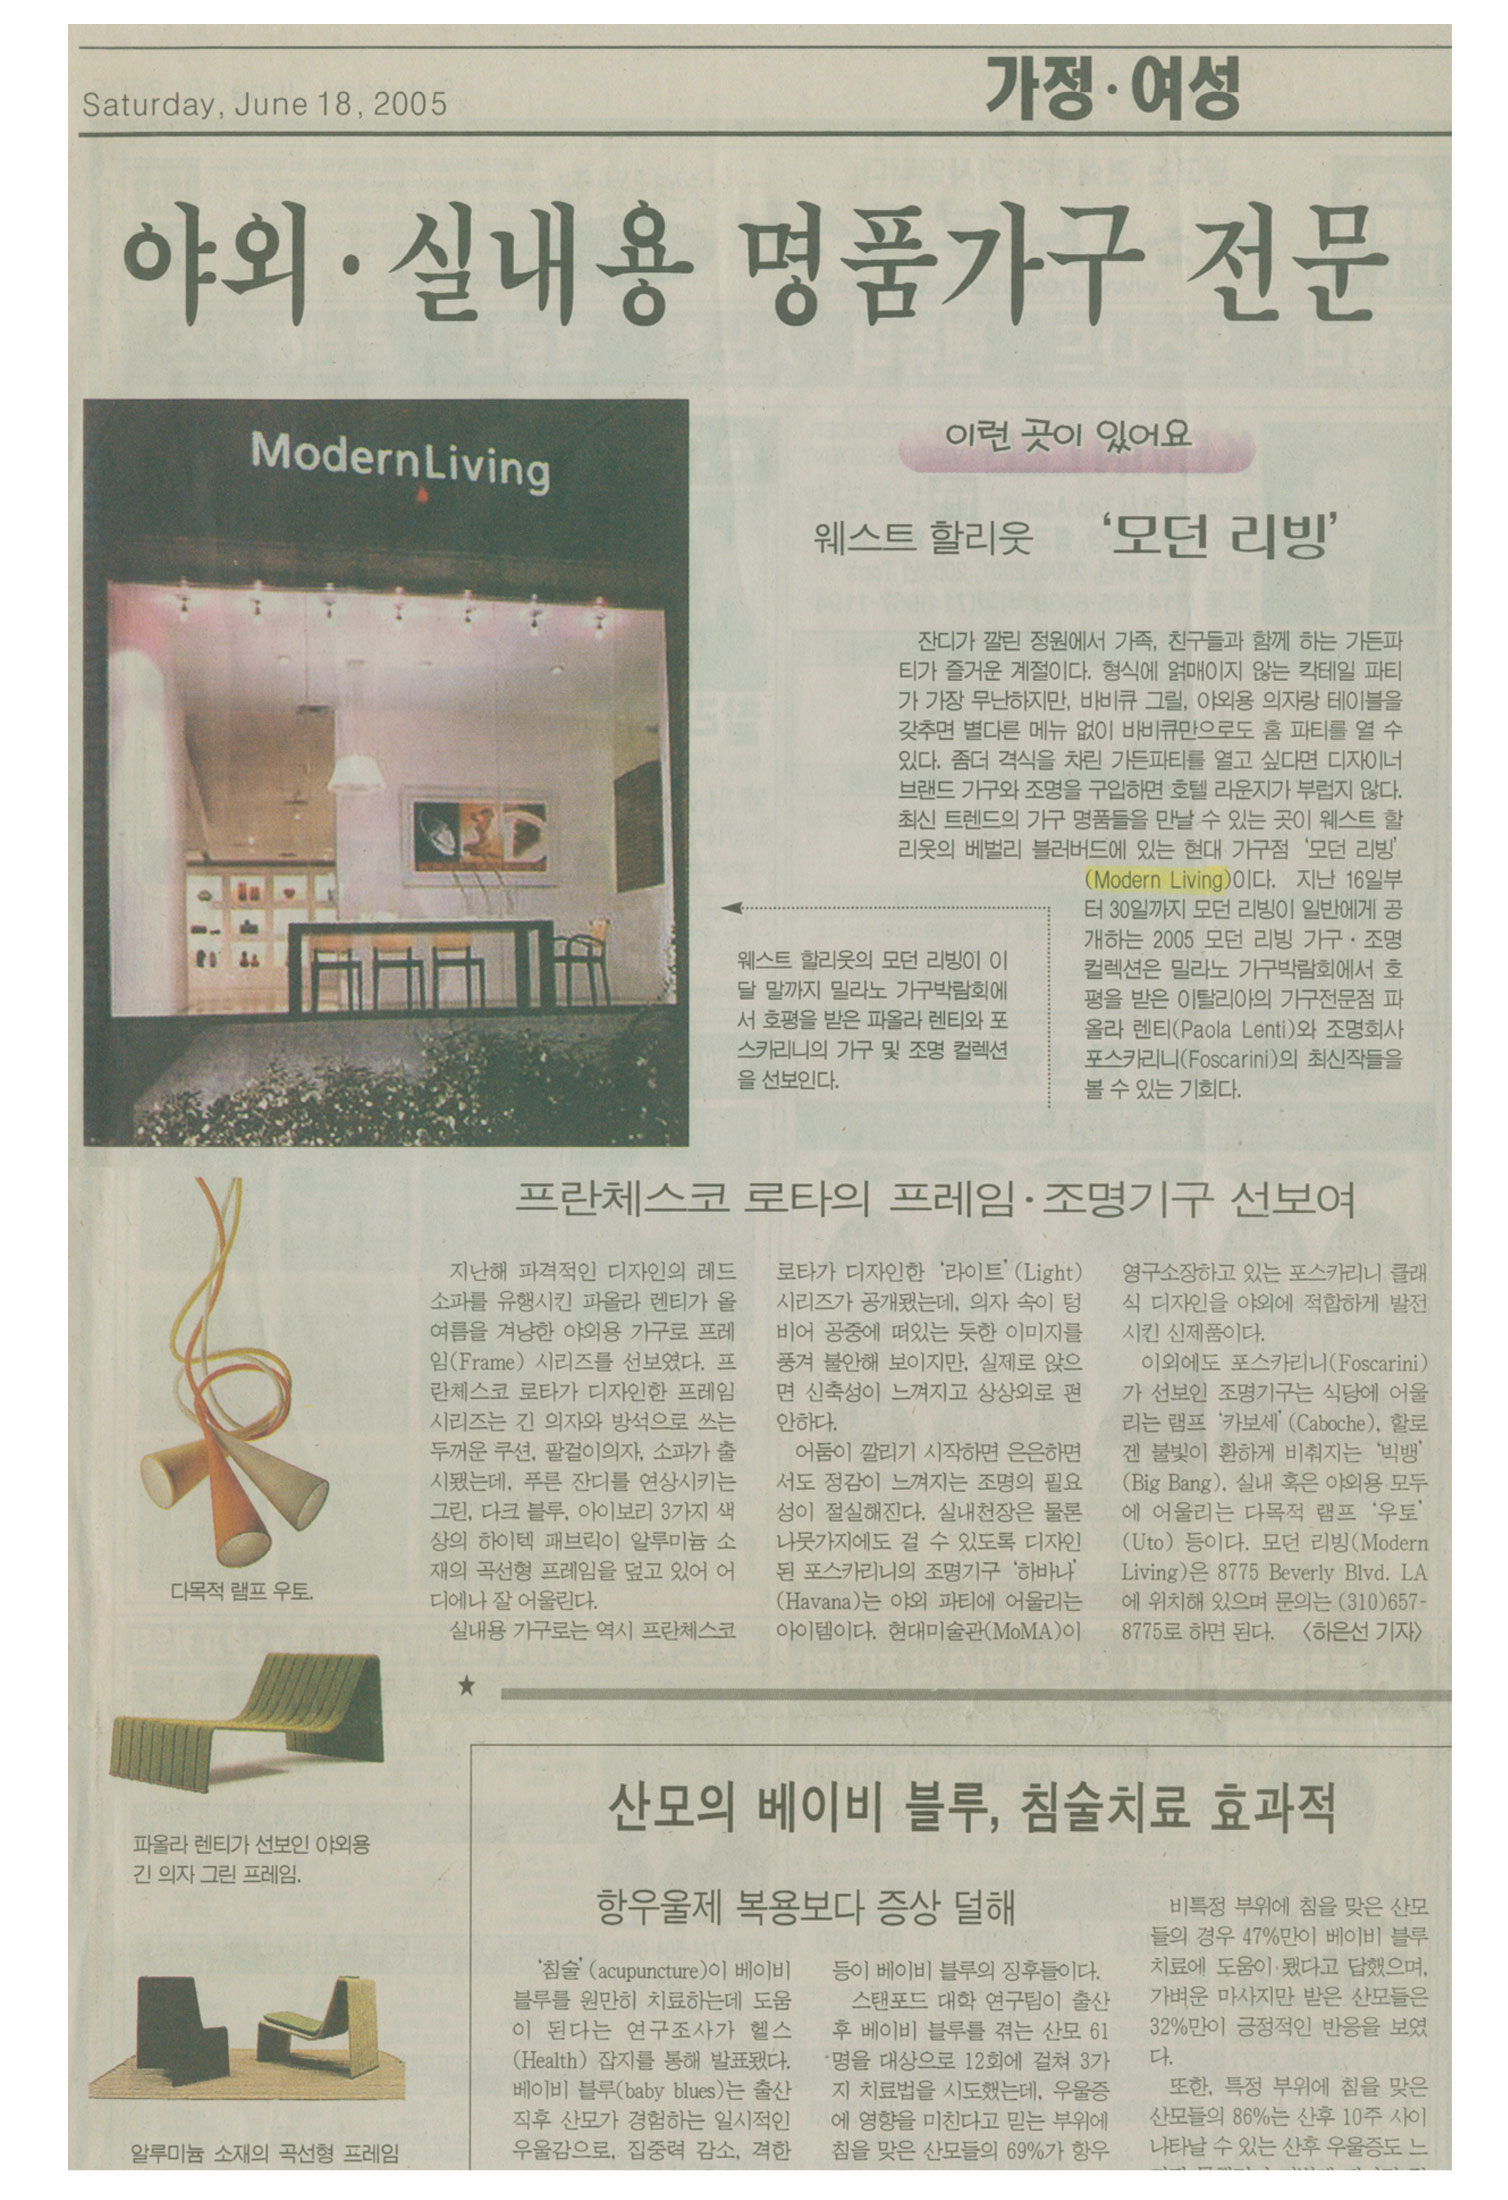 Saturday, June 18, 2005
가정·여성
야외·실내용 명품가구 전문
ModernLiving
이런 곳이 있어요
웨스트 할리웃 '모던 리빙'
잔디가 깔린 정원에서 가족, 친구들과 함께 하는 가든파
티가 즐거운 계절이다. 형식에 얽매이지 않는 칵테일 파티
가 가장 무난하지만, 바비큐 그릴, 야외용 의자랑 테이블을
갖추면 별다른 메뉴 없이 바비큐만으로도 홈 파티를 열 수
있다. 좀더 격식을 차린 가든파티를 열고 싶다면 디자이너
브랜드 가구와 조명을 구입하면 호텔 라운지가 부럽지 않다.
최신 트렌드의 가구 명품들을 만날 수 있는 곳이 웨스트 할
리웃의 베벌리 블러버드에 있는 현대 가구점 '모던 리빙'
(Modern Living)이다. 지난 16일부
터 30일까지 모던 리빙이 일반에게 공
개하는 2005 모던 리빙 가구·조명
컬렉션은 밀라노 가구박람회에서 호
평을 받은 이탈리아의 가구전문점 파
올라 렌티(Paola Lenti)와 조명회사
포스카리니(Foscarini)의 최신작들을
볼 수 있는 기회다.
웨스트 할리웃의 모던 리빙이 이
달 말까지 밀라노 가구박람회에
서 호평을 받은 파올라 렌티와 포
스카리니의 가구 및 조명 컬렉션
을 선보인다.
프란체스코 로타의 프레임·조명기구 선보여
지난해 파격적인 디자인의 레드
소파를 유행시킨 파올라 렌티가 올
여름을 겨냥한 야외용 가구로 프레
임(Frame) 시리즈를 선보였다. 프
란체스코 로타가 디자인한 프레임
시리즈는 긴 의자와 방석으로 쓰는
두꺼운 쿠션, 팔걸이의자, 소파가 출
시됐는데, 푸른 잔디를 연상시키는
그린, 다크 블루, 아이보리 3가지 색
상의 하이텍 패브릭이 알루미늄 소
재의 곡선형 프레임을 덮고 있어 어
디에나 잘 어울린다.
실내용 가구로는 역시 프란체스코
로타가 디자인한 '라이트'(Light)
시리즈가 공개됐는데, 의자 속이 텅
비어 공중에 떠있는 듯한 이미지를
풍겨 불안해 보이지만, 실제로 앉으
면 신축성이 느껴지고 상상외로 편
안하다.
어둠이 깔리기 시작하면 은은하면
서도 정감이 느껴지는 조명의 필요
성이 절실해진다. 실내천장은 물론
나뭇가지에도 걸 수 있도록 디자인
된 포스카리니의 조명기구 '하바나'
(Havana)는 야외 파티에 어울리는
아이템이다. 현대미술관(MoMA)이
영구소장하고 있는 포스카리니 클래
식 디자인을 야외에 적합하게 발전
시킨 신제품이다.
이외에도 포스카리니(Foscarini)
가 선보인 조명기구는 식당에 어울
리는 램프 '카보세'(Caboche), 할로
겐 불빛이 환하게 비춰지는 '빅뱅'
(Big Bang), 실내 혹은 야외용 모두
에 어울리는 다목적 램프 '우토'
(Uto) 등이다. 모던 리빙(Modern
Living)은 8775 Beverly Blvd. LA
에 위치해 있으며 문의는 (310)657-
8775로 하면 된다. 〈하은선 기자〉
다목적 램프 우토.
파올라 렌티가 선보인 야외용
긴 의자 그린 프레임.
알루미늄 소재의 곡선형 프레임
★
산모의 베이비 블루, 침술치료 효과적
항우울제 복용보다 증상 덜해
'침술'(acupuncture)이 베이비
블루를 원만히 치료하는데 도움
이 된다는 연구조사가 헬스
(Health) 잡지를 통해 발표됐다.
베이비 블루(baby blues)는 출산
직후 산모가 경험하는 일시적인
우울감으로, 집중력 감소, 격한
등이 베이비 블루의 징후들이다.
스탠포드 대학 연구팀이 출산
후 베이비 블루를 겪는 산모 61
명을 대상으로 12회에 걸쳐 3가
지 치료법을 시도했는데, 우울증
에 영향을 미친다고 믿는 부위에
침을 맞은 산모들의 69%가 항우
비특정 부위에 침을 맞은 산모
들의 경우 47%만이 베이비 블루
치료에 도움이 됐다고 답했으며,
가벼운 마사지만 받은 산모들은
32%만이 긍정적인 반응을 보였
다.
또한, 특정 부위에 침을 맞은
산모들의 86%는 산후 10주 사이
나타날 수 있는 산후 우울증도 느